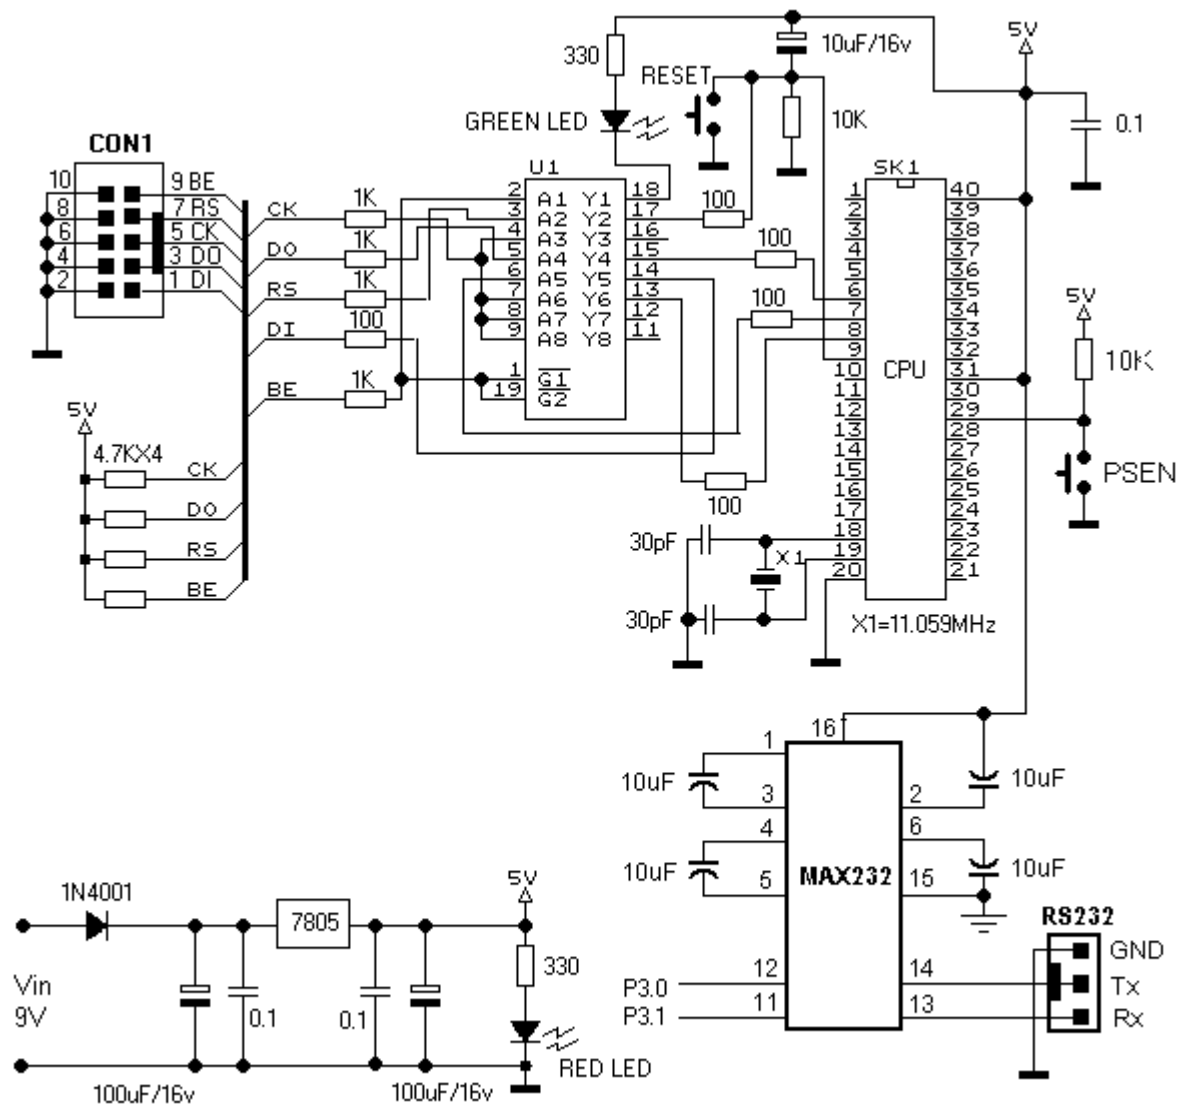 5V
330
10uF/16v
RESET
GREEN LED
10K
0.1
CON1
U1
SK1
10 9 BE
8 7 RS
6 5 CK
4 3 DO
2 1 DI
CK 1K
DO 1K
RS 1K
DI 100
BE 1K
2 A1 Y1 18
3 A2 Y2 17
4 A3 Y3 16
5 A4 Y4 15
6 A5 Y5 14
7 A6 Y6 13
8 A7 Y7 12
9 A8 Y8 11
1 G1
19 G2
100
100
100
100
1 40
2 39
3 38
4 37
5 36
6 35
7 34
8 33
9 32
10 31
11 30
12 29
13 28
14 27
15 26
16 25
17 24
18 23
19 22
20 21
CPU
5V
10K
PSEN
5V
4.7KX4
CK
DO
RS
BE
30pF
X1
30pF
X1=11.059MHz
16
1
10uF
3
2
10uF
4
6
10uF
5
MAX232
15
10uF
P3.0 12
P3.1 11
14
13
RS232
GND
Tx
Rx
1N4001
7805
5V
330
Vin
9V
0.1
0.1
RED LED
100uF/16v
100uF/16v